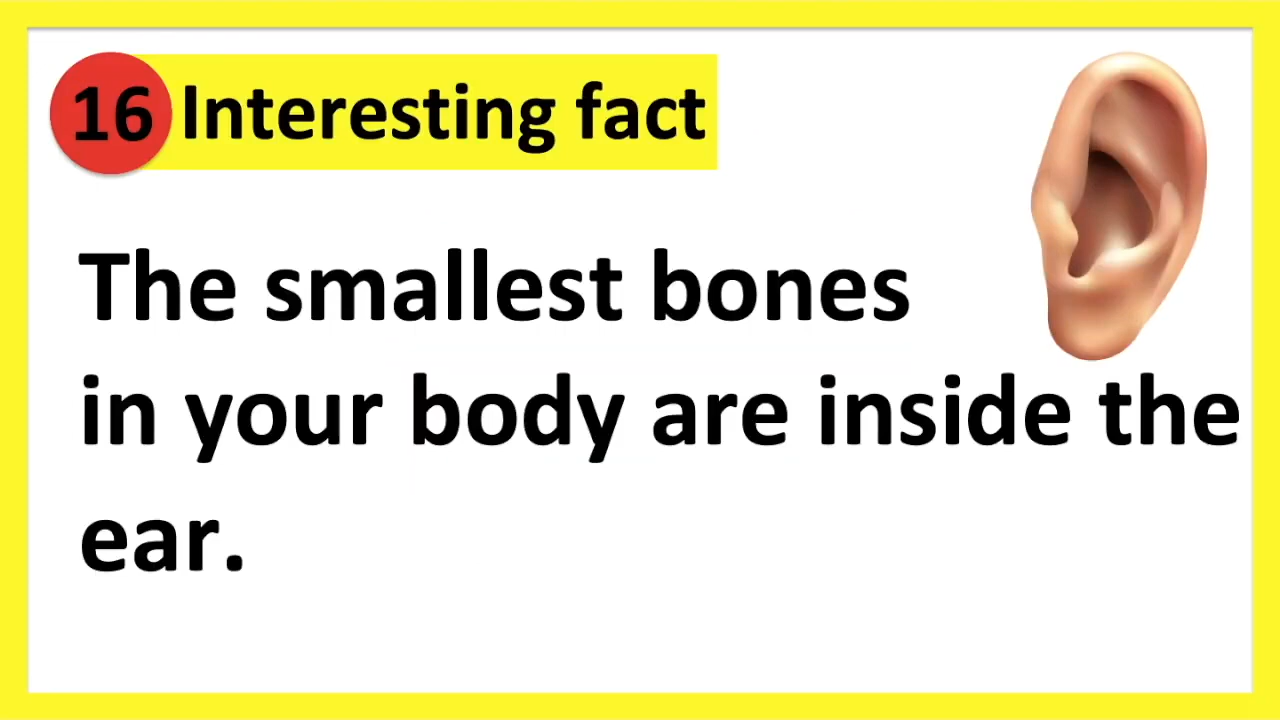 16 Interesting fact
The smallest bones
in your body are inside the
ear.